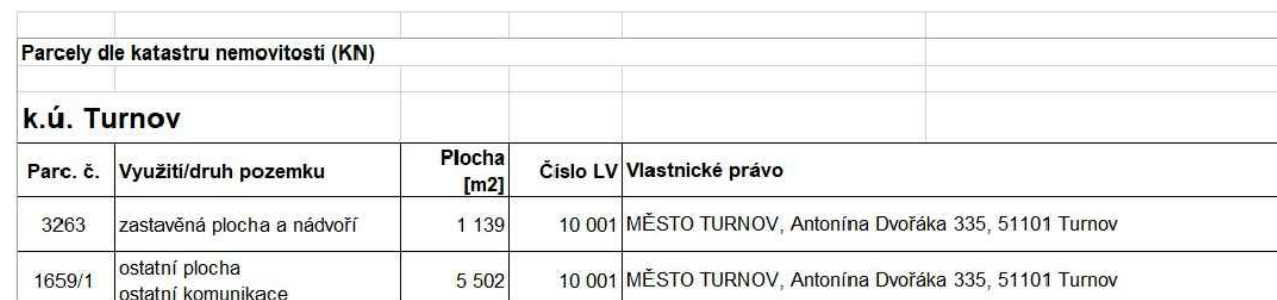 Parcely dle katastru nemovitostí (KN)
k.ú. Turnov
Parc. č. Využití/druh pozemku Plocha [m2] Číslo LV Vlastnické právo
3263 zastavěná plocha a nádvoří 1 139 10 001 MĚSTO TURNOV, Antonína Dvořáka 335, 51101 Turnov
1659/1 ostatní plocha 5 502 10 001 MĚSTO TURNOV, Antonína Dvořáka 335, 51101 Turnov
ostatní komunikace